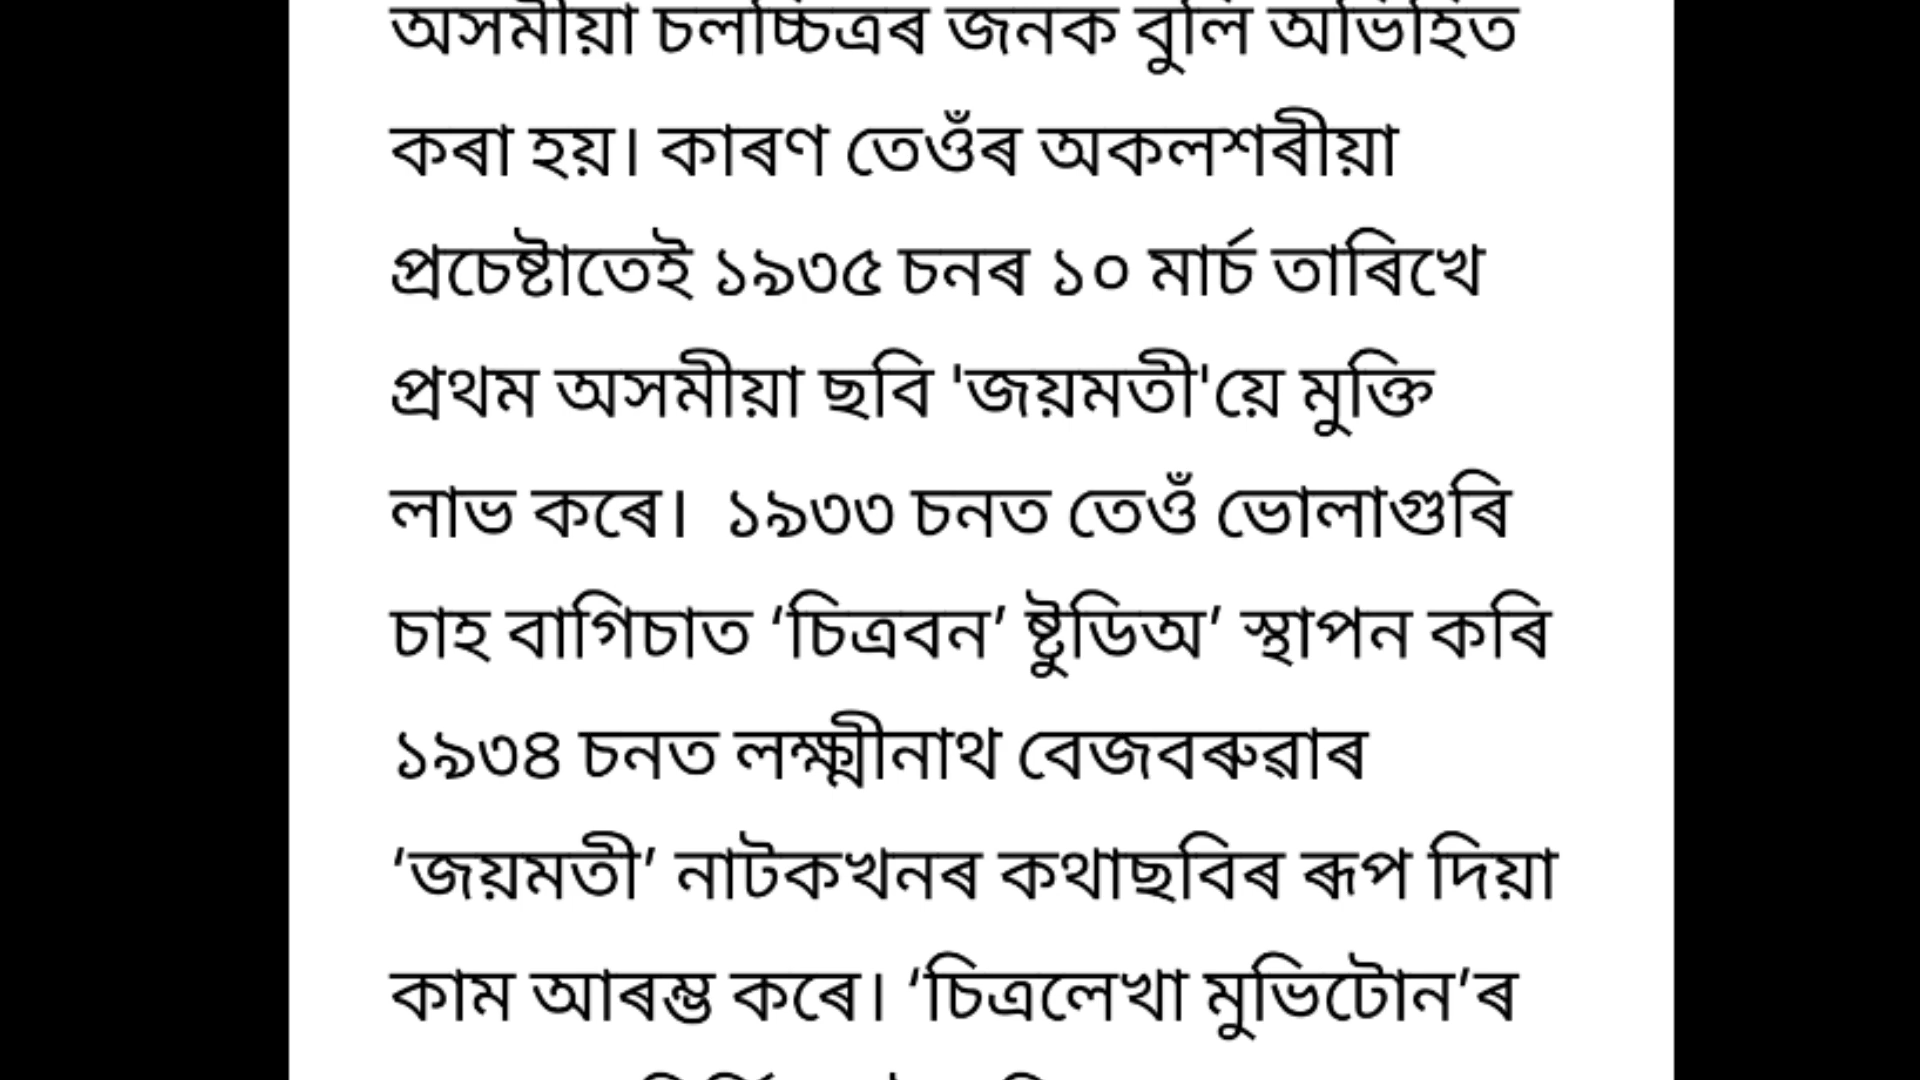 অসমীয়া চলচ্চিত্ৰৰ জনক বুলি অভিহিত
কৰা হয়। কাৰণ তেওঁৰ অকলশৰীয়া
প্ৰচেষ্টাতেই ১৯৩৫ চনৰ ১০ মাৰ্চ তাৰিখে
প্ৰথম অসমীয়া ছবি 'জয়মতী'য়ে মুক্তি
লাভ কৰে। ১৯৩৩ চনত তেওঁ ভোলাগুৰি
চাহ বাগিচাত ‘চিত্ৰবন’ ষ্টুডিঅ’ স্থাপন কৰি
১৯৩৪ চনত লক্ষ্মীনাথ বেজবৰুৱাৰ
‘জয়মতী’ নাটকখনৰ কথাছবিৰ ৰূপ দিয়া
কাম আৰম্ভ কৰে। ‘চিত্ৰলেখা মুভিটোন’ৰ